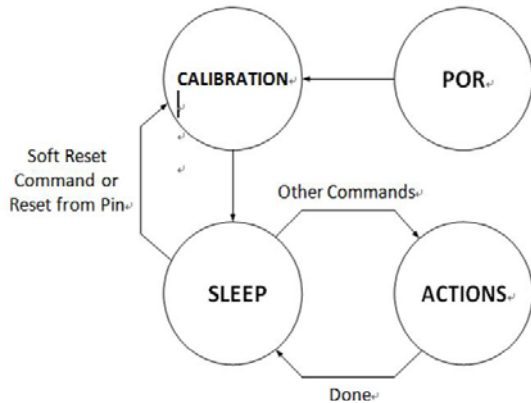 CALIBRATION
POR
Soft Reset
Command or
Reset from Pin
Other Commands
SLEEP
ACTIONS
Done